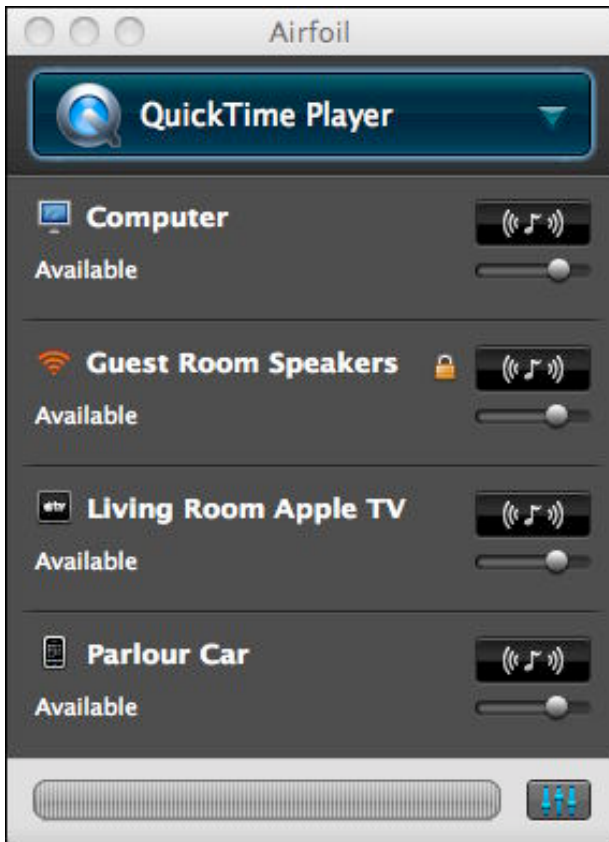 Airfoil
QuickTime Player
Computer
Available
Guest Room Speakers
Available
Living Room Apple TV
Available
Parlour Car
Available